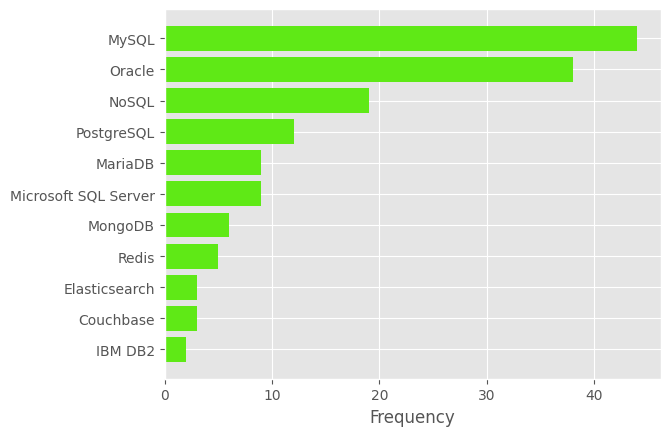 MySQL
Oracle
NoSQL
PostgreSQL
MariaDB
Microsoft SQL Server
MongoDB
Redis
Elasticsearch
Couchbase
IBM DB2
0 10 20 30 40
Frequency